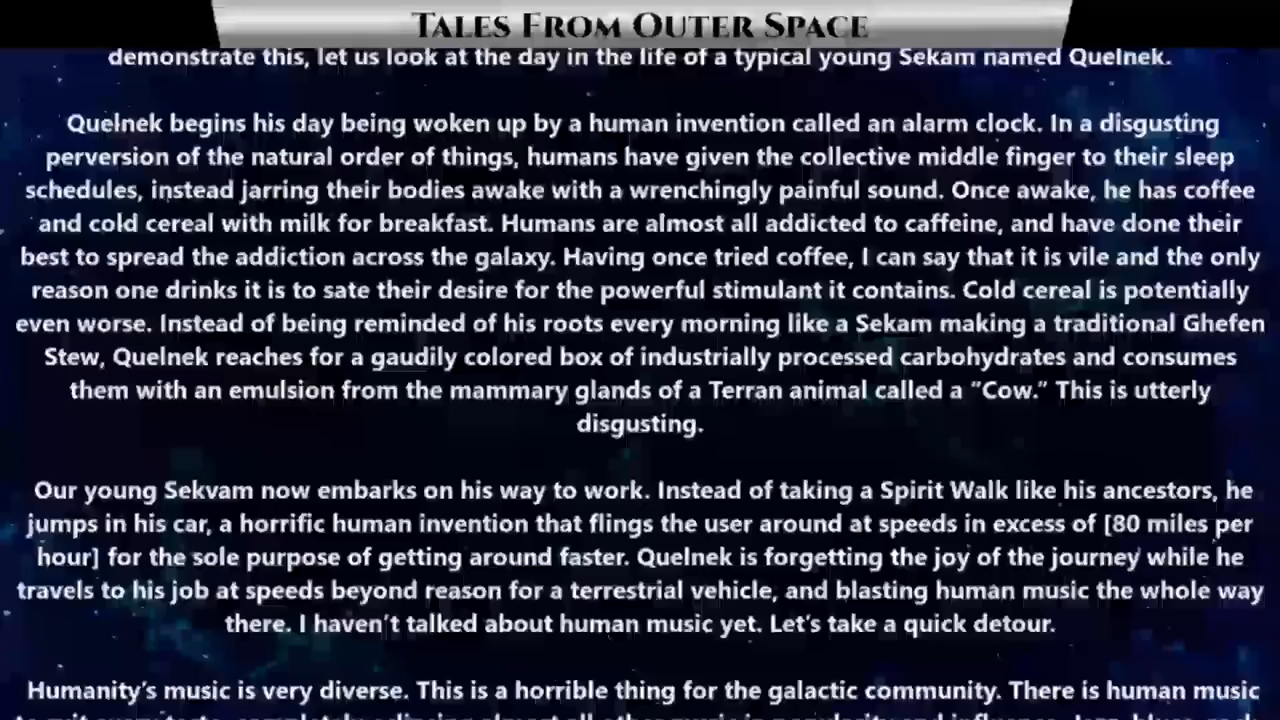 TALES FROM OUTER SPACE
demonstrate this, let us look at the day in the life of a typical young Sekam named Quelnek.
Quelnek begins his day being woken up by a human invention called an alarm clock. In a disgusting
perversion of the natural order of things, humans have given the collective middle finger to their sleep
schedules, instead jarring their bodies awake with a wrenchingly painful sound. Once awake, he has coffee
and cold cereal with milk for breakfast. Humans are almost all addicted to caffeine, and have done their
best to spread the addiction across the galaxy. Having once tried coffee, I can say that it is vile and the only
reason one drinks it is to sate their desire for the powerful stimulant it contains. Cold cereal is potentially
even worse. Instead of being reminded of his roots every morning like a Sekam making a traditional Ghefen
Stew, Quelnek reaches for a gaudily colored box of industrially processed carbohydrates and consumes
them with an emulsion from the mammary glands of a Terran animal called a “Cow.” This is utterly
disgusting.
Our young Sekvam now embarks on his way to work. Instead of taking a Spirit Walk like his ancestors, he
jumps in his car, a horrific human invention that flings the user around at speeds in excess of [80 miles per
hour] for the sole purpose of getting around faster. Quelnek is forgetting the joy of the journey while he
travels to his job at speeds beyond reason for a terrestrial vehicle, and blasting human music the whole way
there. I haven’t talked about human music yet. Let’s take a quick detour.
Humanity’s music is very diverse. This is a horrible thing for the galactic community. There is human music